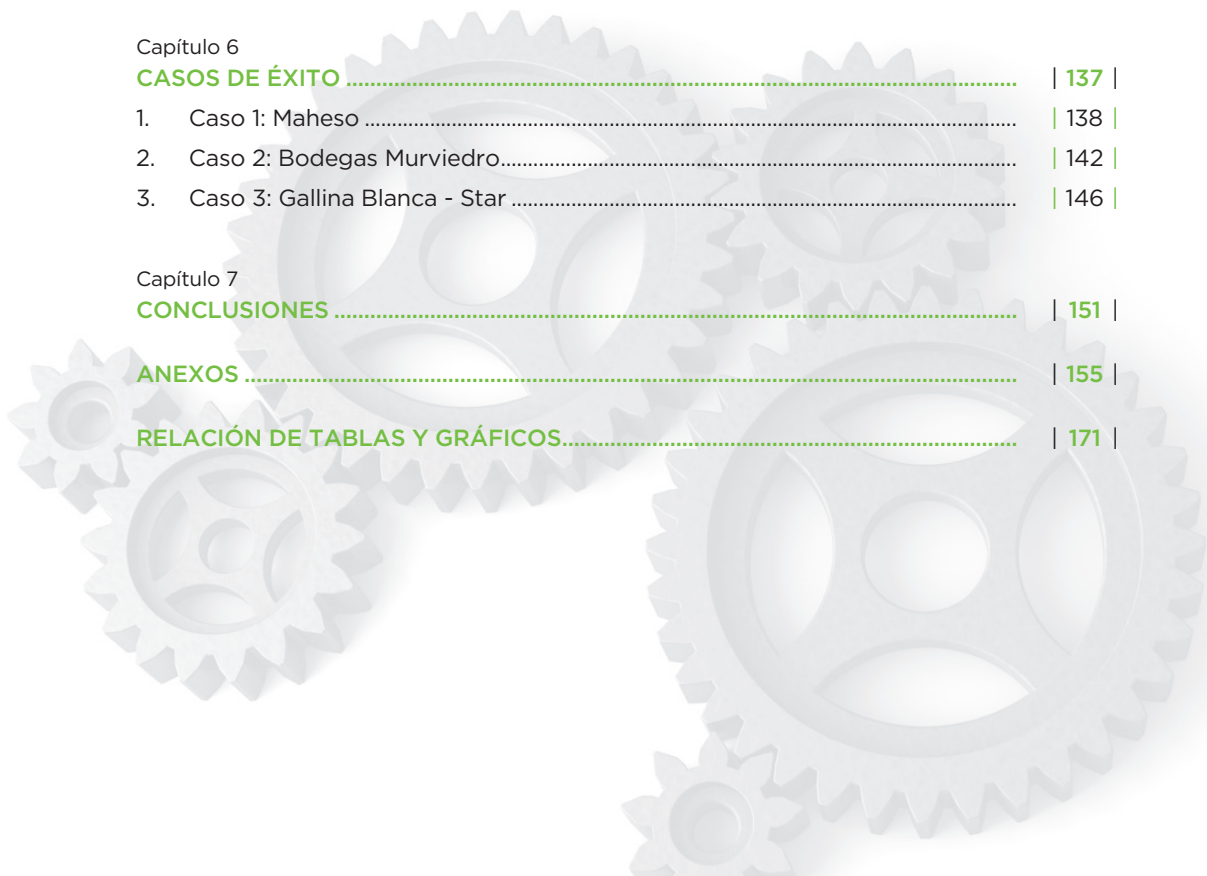 Capítulo 6
CASOS DE ÉXITO ........................................................................................................ | 137 |
1. Caso 1: Maheso ........................................................................................................ | 138 |
2. Caso 2: Bodegas Murviedro........................................................................................ | 142 |
3. Caso 3: Gallina Blanca - Star ..................................................................................... | 146 |
Capítulo 7
CONCLUSIONES ........................................................................................................ | 151 |
ANEXOS ........................................................................................................ | 155 |
RELACIÓN DE TABLAS Y GRÁFICOS........................................................................ | 171 |